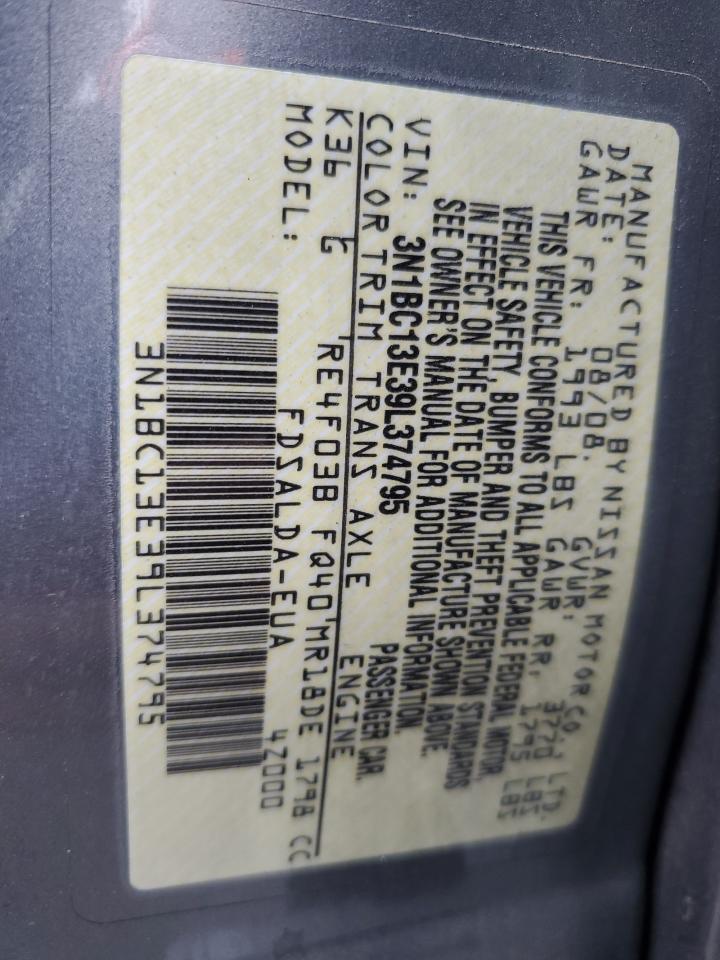 MANUFACTURED BY NISSAN MOTOR CO., LTD.
DATE: 08/08. GVWR: 3770 LBS
GAWR FR: 1993 LBS GAWR RR, 1795 LBS
THIS VEHICLE CONFORMS TO ALL APPLICABLE FEDERAL MOTOR
VEHICLE SAFETY, BUMPER AND THEFT PREVENTION STANDARDS
IN EFFECT ON THE DATE OF MANUFACTURE SHOWN ABOVE.
SEE OWNER'S MANUAL FOR ADDITIONAL INFORMATION.
VIN: 3N1BC13E39L374795 PASSENGER CAR.
COLOR TRIM TRANS AXLE ENGINE
K36 G RE4F03B FQ40 MR18DE 1798 CC
MODEL: FDSALDA-EUA 4Z000
3N1BC13E39L374795